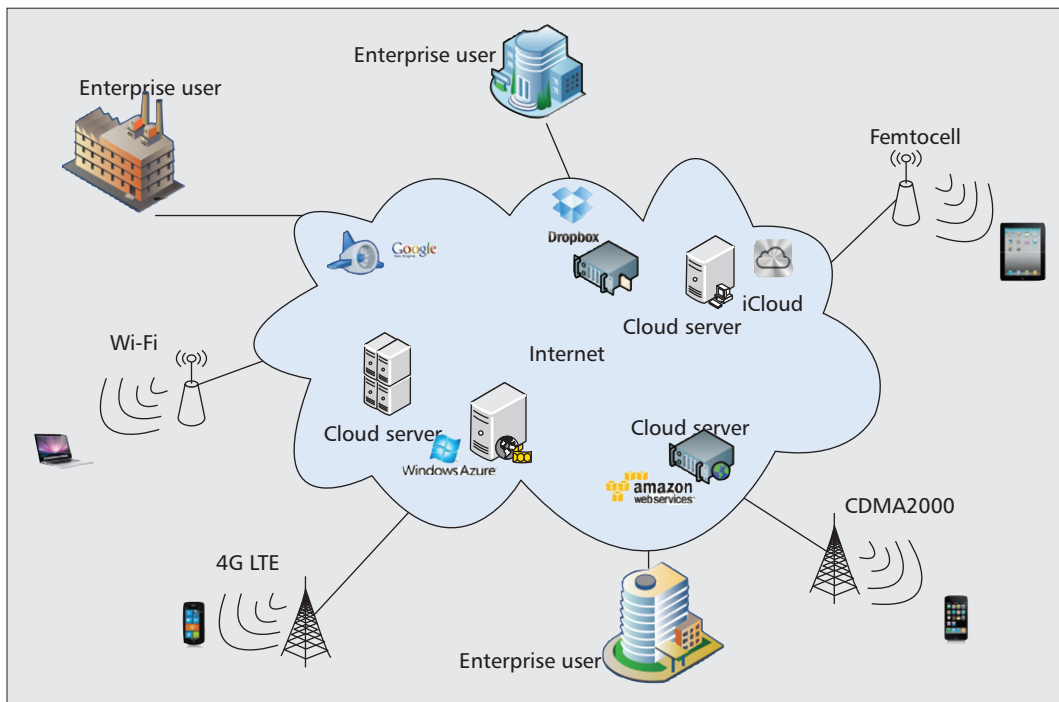 Enterprise user
Enterprise user
Femtocell
Dropbox
Google
iCloud
Cloud server
Wi-Fi
Internet
Cloud server
Cloud server
Windows Azure
amazon
webservices
CDMA2000
4G LTE
Enterprise user